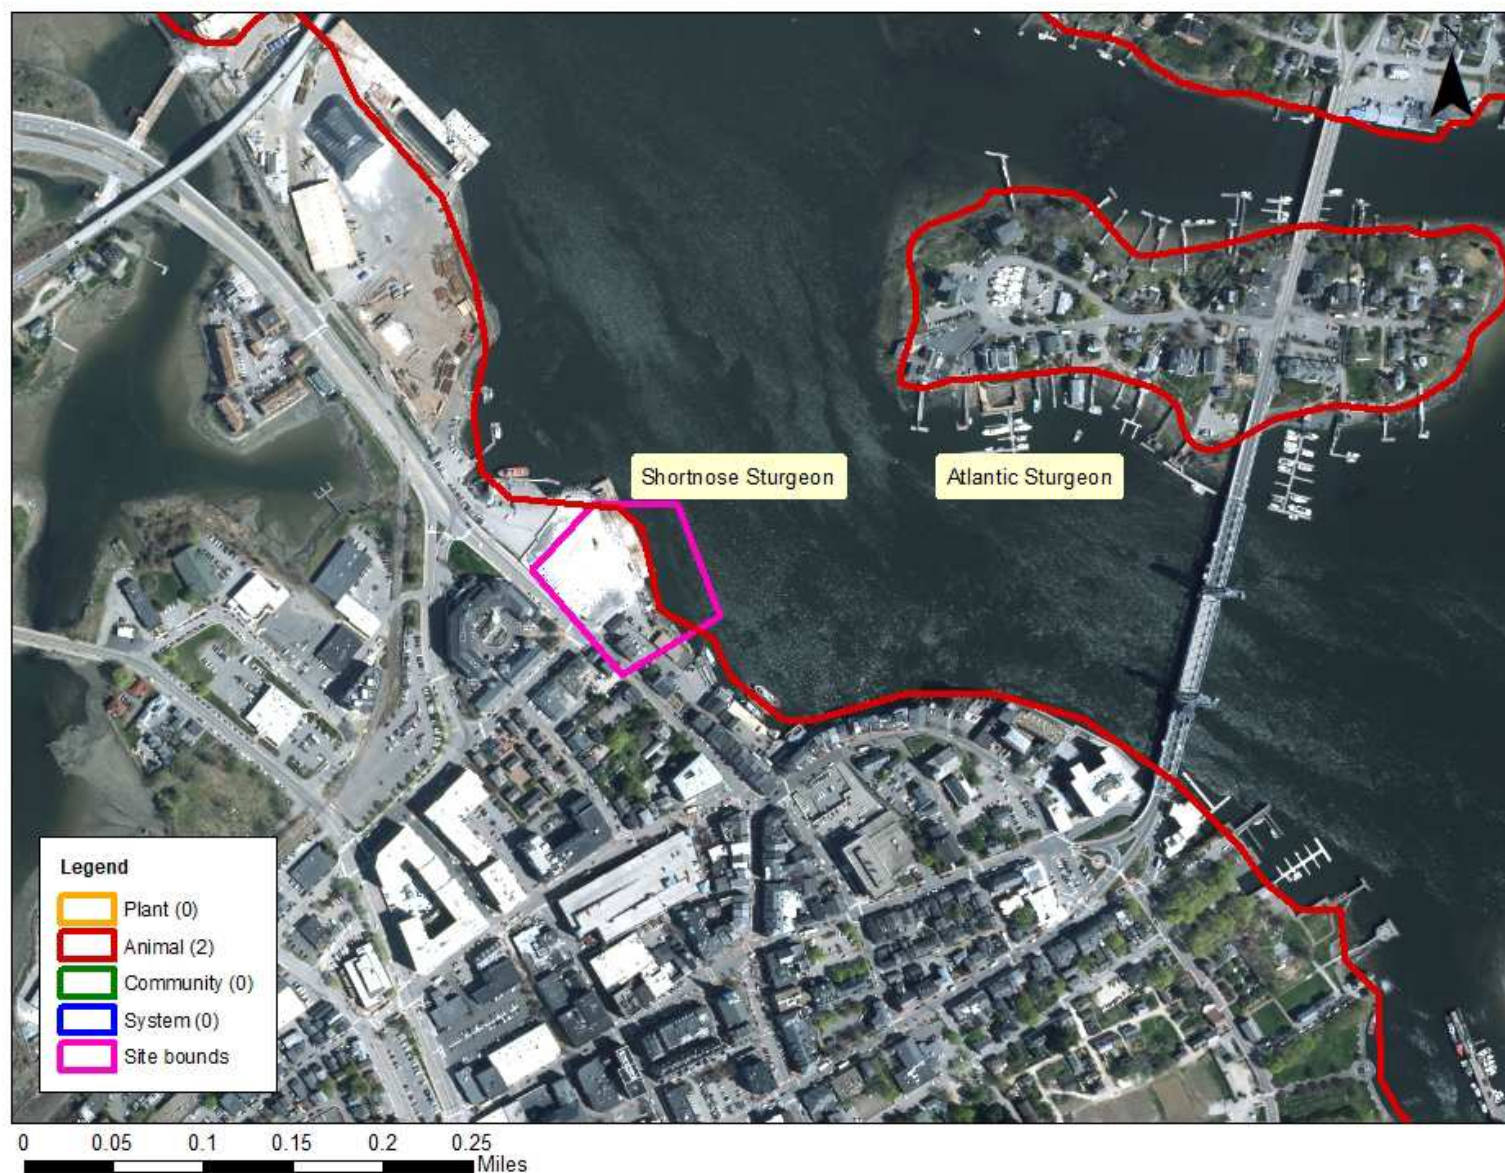 Shortnose Sturgeon
Atlantic Sturgeon
Legend
Plant (0)
Animal (2)
Community (0)
System (0)
Site bounds
0 0.05 0.1 0.15 0.2 0.25
Miles